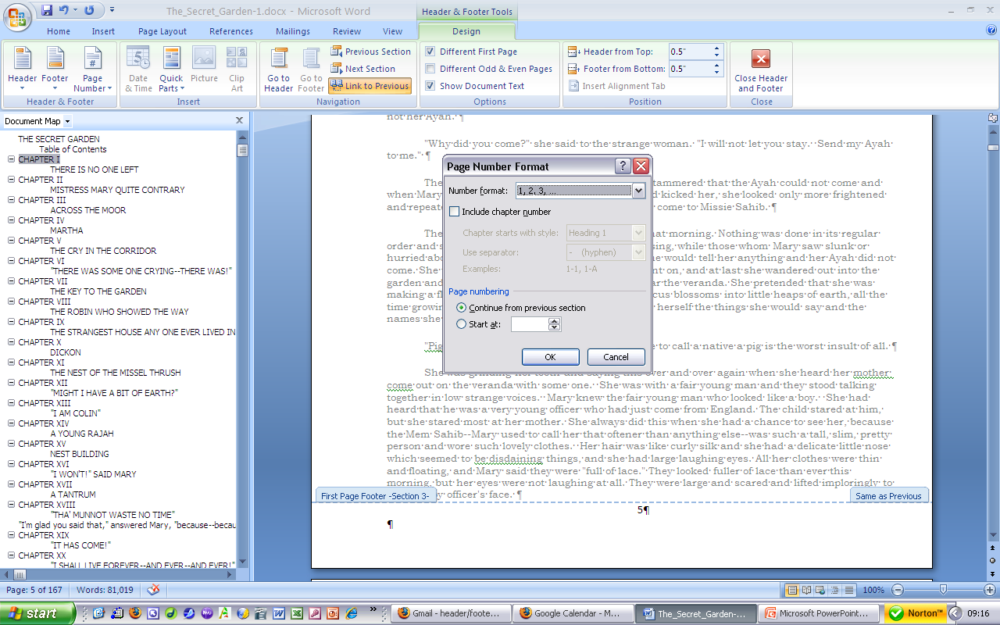 The_Secret_Garden-1.docx - Microsoft Word
Header & Footer Tools
Home Insert Page Layout References Mailings Review View Design
Header Footer Page Number
Date & Time Quick Parts Picture Clip Art
Go to Header Go to Footer
Previous Section
Next Section
Link to Previous
Different First Page
Different Odd & Even Pages
Show Document Text
Header from Top: 0.5"
Footer from Bottom: 0.5"
Insert Alignment Tab
Close Header and Footer
Header & Footer Insert Navigation Options Position Close
Document Map
THE SECRET GARDEN
Table of Contents
CHAPTER I
THERE IS NO ONE LEFT
CHAPTER II
MISTRESS MARY QUITE CONTRARY
CHAPTER III
ACROSS THE MOOR
CHAPTER IV
MARTHA
CHAPTER V
THE CRY IN THE CORRIDOR
CHAPTER VI
"THERE WAS SOME ONE CRYING--THERE WAS!"
CHAPTER VII
THE KEY TO THE GARDEN
CHAPTER VIII
THE ROBIN WHO SHOWED THE WAY
CHAPTER IX
THE STRANGEST HOUSE ANY ONE EVER LIVED IN
CHAPTER X
DICKON
CHAPTER XI
THE NEST OF THE MISSEL THRUSH
CHAPTER XII
"MIGHT I HAVE A BIT OF EARTH?"
CHAPTER XIII
"I AM COLIN"
CHAPTER XIV
A YOUNG RAJAH
CHAPTER XV
NEST BUILDING
CHAPTER XVI
"I WON'T!" SAID MARY
CHAPTER XVII
A TANTRUM
CHAPTER XVIII
"THA' MUNNOT WASTE NO TIME"
"I'm glad you said that," answered Mary, "because--becau
CHAPTER XIX
"IT HAS COME!"
CHAPTER XX
"I SHALL LIVE FOREVER--AND EVER--AND EVER!"
not her Ayah. ¶
"Why did you come?" she said to the strange woman. "I will not let you stay. Send my Ayah
to me." ¶
The ammered that the Ayah could not come and
when Mary d kicked her, she looked only more frightened
and repeate come to Missie Sahib. ¶
The at morning. Nothing was done in its regular
order and s sing, while those whom Mary saw slunk or
hurried abo would tell her anything and her Ayah did not
come. She nt on, and at last she wandered out into the
garden and ar the veranda. She pretended that she was
making a fl cus blossoms into little heaps of earth, all the
time growin herself the things she would say and the
names she
"Pig e to call a native a pig is the worst insult of all. ¶
She was grinding her teeth and saying this over and over again when she heard her mother
come out on the veranda with some one. She was with a fair young man and they stood talking
together in low strange voices. Mary knew the fair young man who looked like a boy. She had
heard that he was a very young officer who had just come from England. The child stared at him,
but she stared most at her mother. She always did this when she had a chance to see her, because
the Mem Sahib--Mary used to call her that oftener than anything else--was such a tall, slim, pretty
person and wore such lovely clothes. Her hair was like curly silk and she had a delicate little nose
which seemed to be disdaining things, and she had large laughing eyes. All her clothes were thin
and floating, and Mary said they were "full of lace." They looked fuller of lace than ever this
morning, but her eyes were not laughing at all. They were large and scared and lifted imploringly to
y officer's face. ¶
First Page Footer -Section 3-
Same as Previous
5¶
¶
Page Number Format
Number format: 1, 2, 3, ...
Include chapter number
Chapter starts with style: Heading 1
Use separator: - (hyphen)
Examples: 1-1, 1-A
Page numbering
Continue from previous section
Start at:
OK Cancel
Page: 5 of 167 Words: 81,019 100%
start
Gmail - header/foote...
Google Calendar - M...
The_Secret_Garden-...
Microsoft PowerPoint...
Norton™
09:16